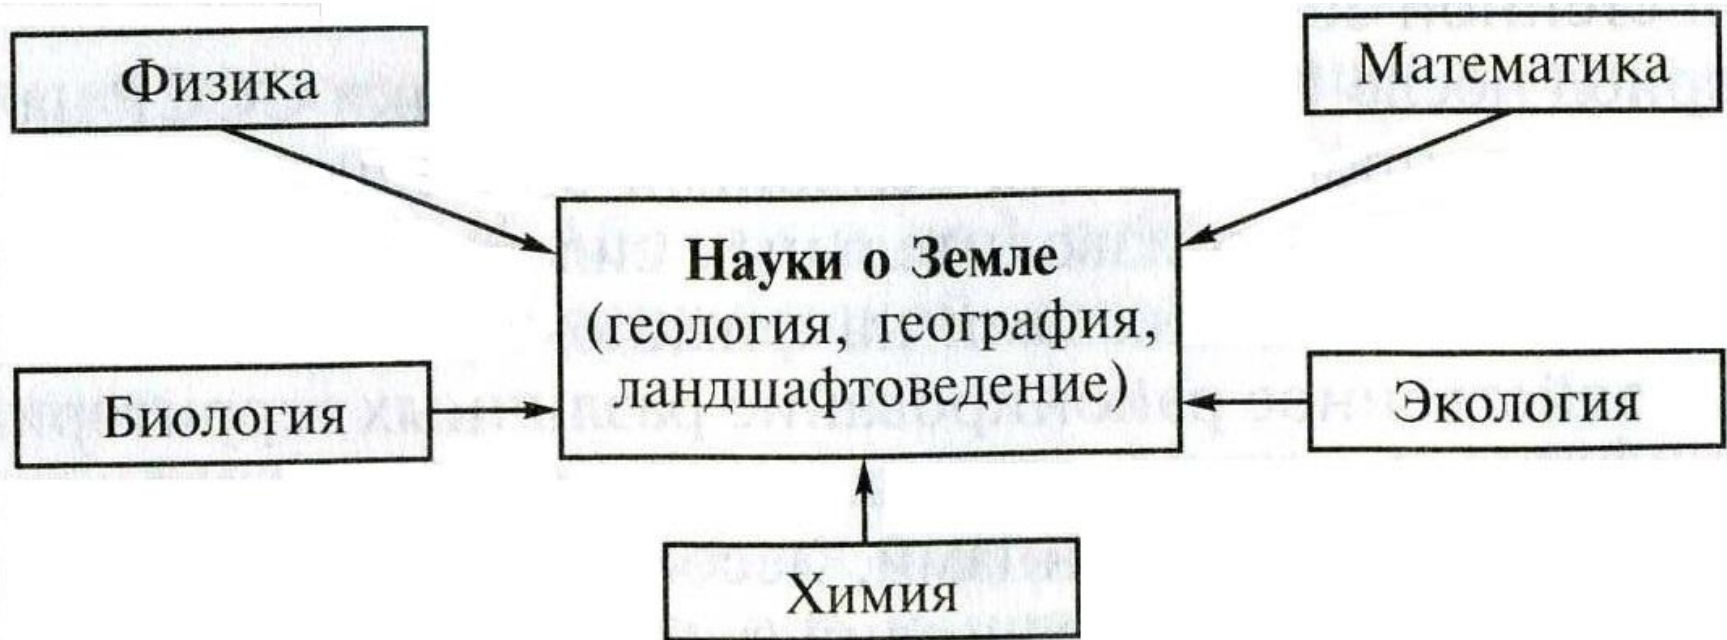 Физика
Математика
Науки о Земле
(геология, география,
ландшафтоведение)
Биология
Экология
Химия